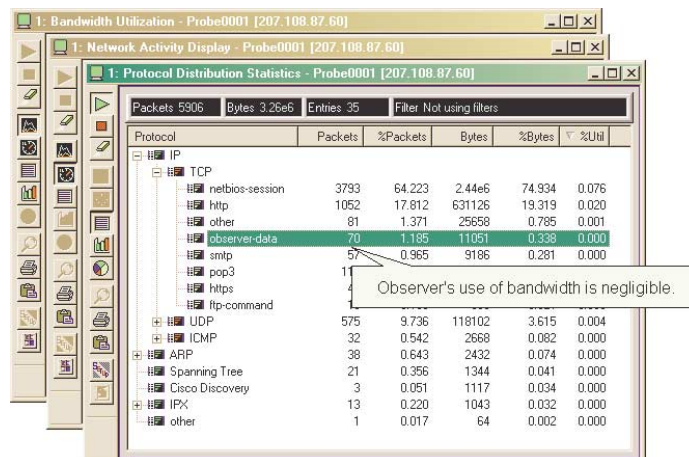 1: Bandwidth Utilization - Probe0001 [207.108.87.60]
1: Network Activity Display - Probe0001 [207.108.87.60]
1: Protocol Distribution Statistics - Probe0001 [207.108.87.60]
Packets 5906 Bytes 3.26e6 Entries 35 Filter Not using filters
Protocol Packets %Packets Bytes %Bytes %Util
IP
TCP
netbios-session 3793 64.223 2.44e6 74.934 0.076
http 1052 17.812 631126 19.319 0.020
other 81 1.371 25658 0.785 0.001
observer-data 70 1.185 11051 0.338 0.000
smtp 57 0.965 9186 0.281 0.000
pop3
Observer's use of bandwidth is negligible.
https
ftp-command
UDP 575 9.736 118102 3.615 0.004
ICMP 32 0.542 2668 0.082 0.000
ARP 38 0.643 2432 0.074 0.000
Spanning Tree 21 0.356 1344 0.041 0.000
Cisco Discovery 3 0.051 1117 0.034 0.000
IPX 13 0.220 1043 0.032 0.000
other 1 0.017 64 0.002 0.000